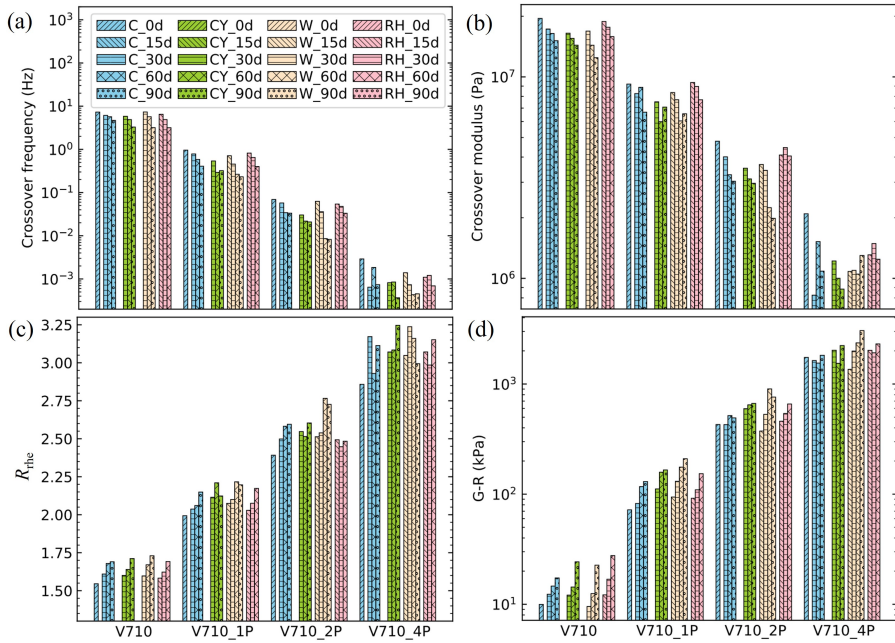 (a)
Crossover frequency (Hz)
10³
10²
10¹
10⁰
10⁻¹
10⁻²
10⁻³
C_0d CY_0d W_0d RH_0d
C_15d CY_15d W_15d RH_15d
C_30d CY_30d W_30d RH_30d
C_60d CY_60d W_60d RH_60d
C_90d CY_90d W_90d RH_90d
(b)
Crossover modulus (Pa)
10⁷
10⁶
(c)
Rrhe
3.25
3.00
2.75
2.50
2.25
2.00
1.75
1.50
V710 V710_1P V710_2P V710_4P
(d)
G-R (kPa)
10³
10²
10¹
V710 V710_1P V710_2P V710_4P